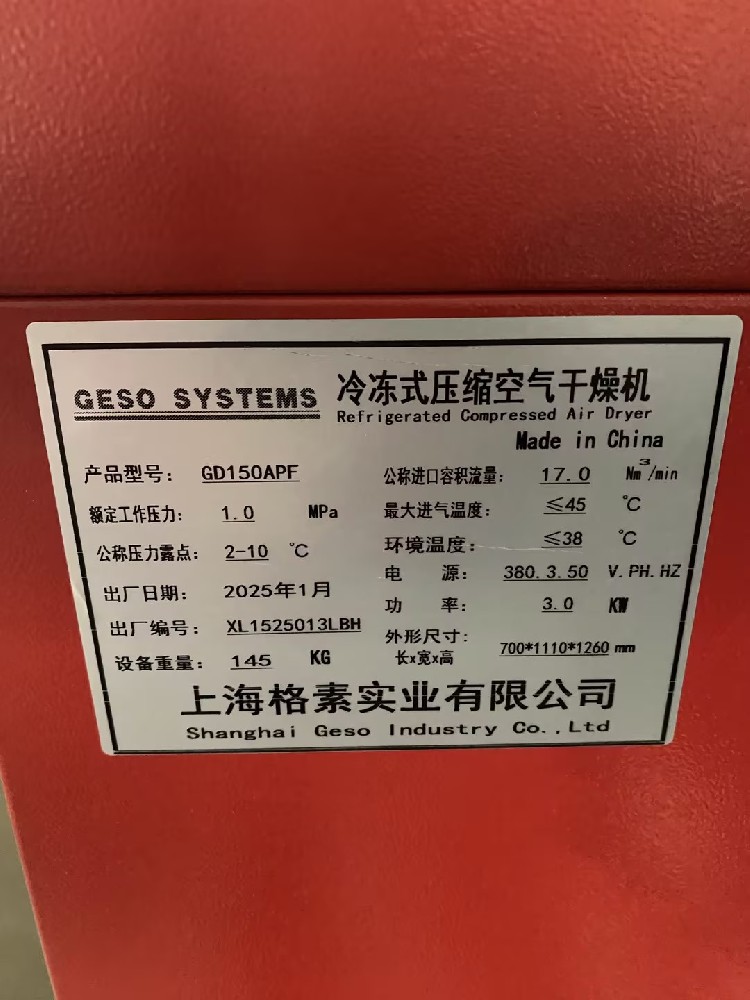 GESO SYSTEMS 冷冻式压缩空气干燥机
Refrigerated Compressed Air Dryer
Made in China
产品型号： GD150APF 公称进口容积流量： 17.0 Nm³/min
额定工作压力： 1.0 MPa 最大进气温度： ≤45 ℃
公称压力露点： 2-10 ℃ 环境温度： ≤38 ℃
出厂日期： 2025年1月 电 源： 380.3.50 V.PH.HZ
出厂编号： XL1525013LBH 功 率： 3.0 KW
设备重量： 145 KG 外形尺寸： 700*1110*1260 mm
长x宽x高
上海格素实业有限公司
Shanghai Geso Industry Co.,Ltd